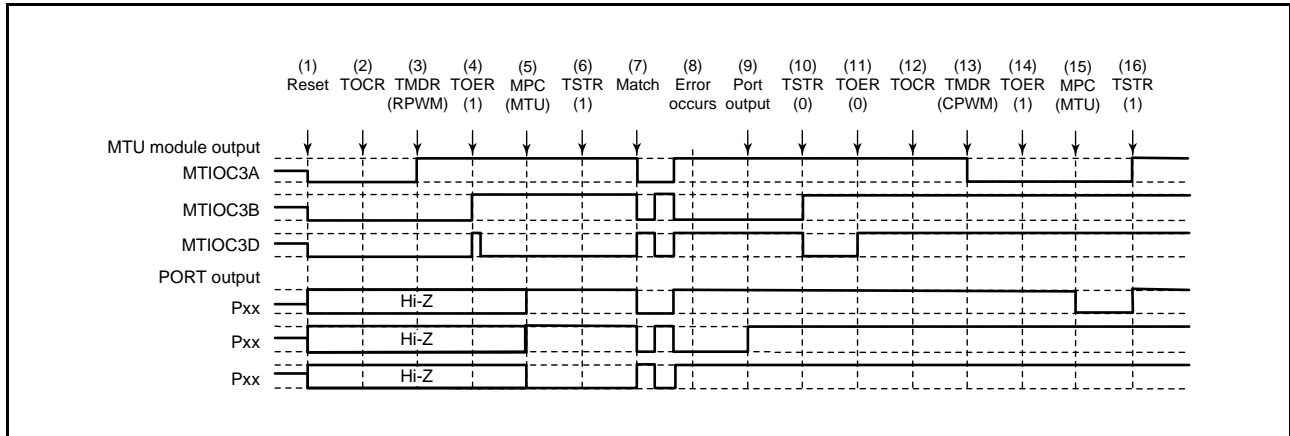 (1) (2) (3) (4) (5) (6) (7) (8) (9) (10) (11) (12) (13) (14) (15) (16)
Reset TOCR TMDR TOER MPC TSTR Match Error Port TSTR TOER TOCR TMDR TOER MPC TSTR
(RPWM) (1) (MTU) (1) occurs output (0) (0) (CPWM) (1) (MTU) (1)
MTU module output
MTIOC3A
MTIOC3B
MTIOC3D
PORT output
Pxx Hi-Z
Pxx Hi-Z
Pxx Hi-Z